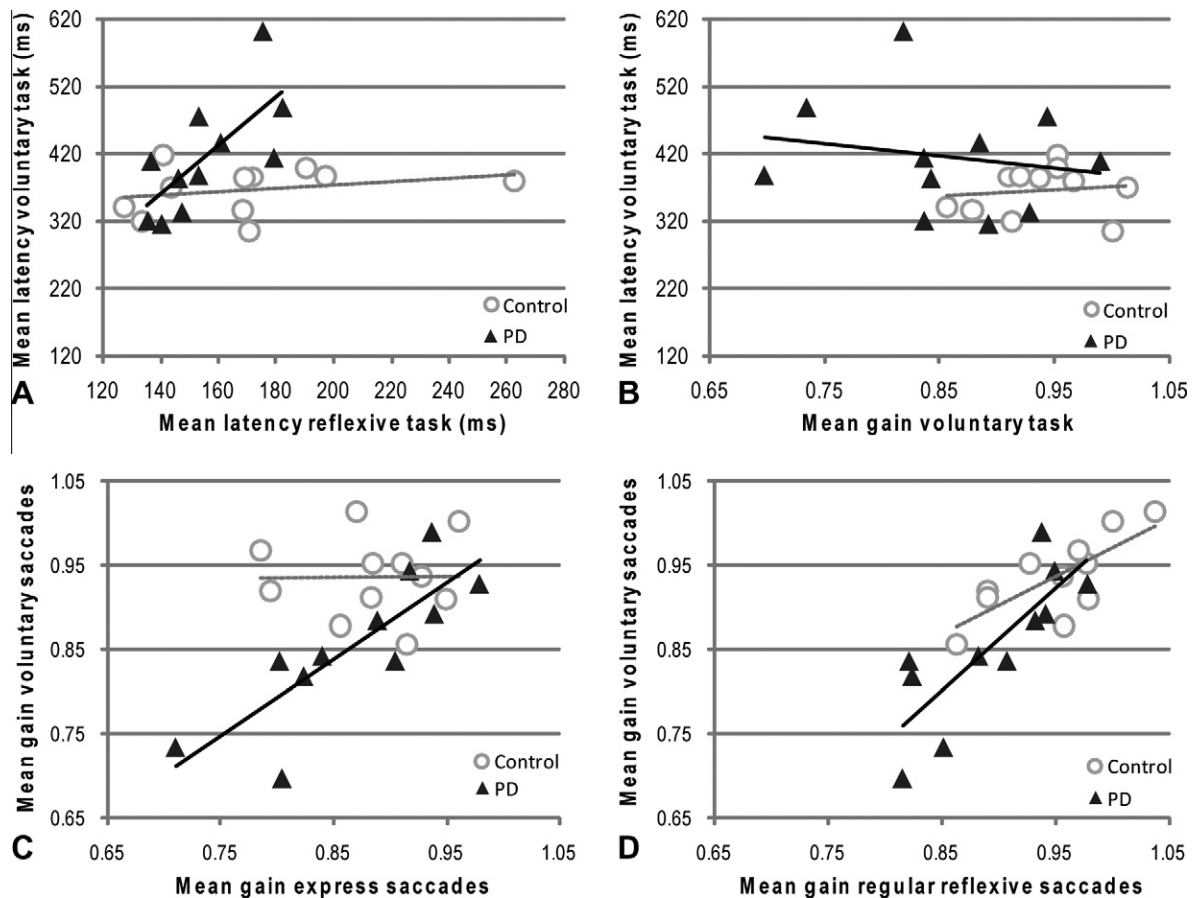 Mean latency voluntary task (ms)
620
520
420
320
220
120
Control
PD
120 140 160 180 200 220 240 260 280
A
Mean latency reflexive task (ms)
Mean latency voluntary task (ms)
620
520
420
320
220
120
Control
PD
0.65 0.75 0.85 0.95 1.05
B
Mean gain voluntary task
Mean gain voluntary saccades
1.05
0.95
0.85
0.75
0.65
Control
PD
0.65 0.75 0.85 0.95 1.05
C
Mean gain express saccades
Mean gain voluntary saccades
1.05
0.95
0.85
0.75
0.65
Control
PD
0.65 0.75 0.85 0.95 1.05
D
Mean gain regular reflexive saccades